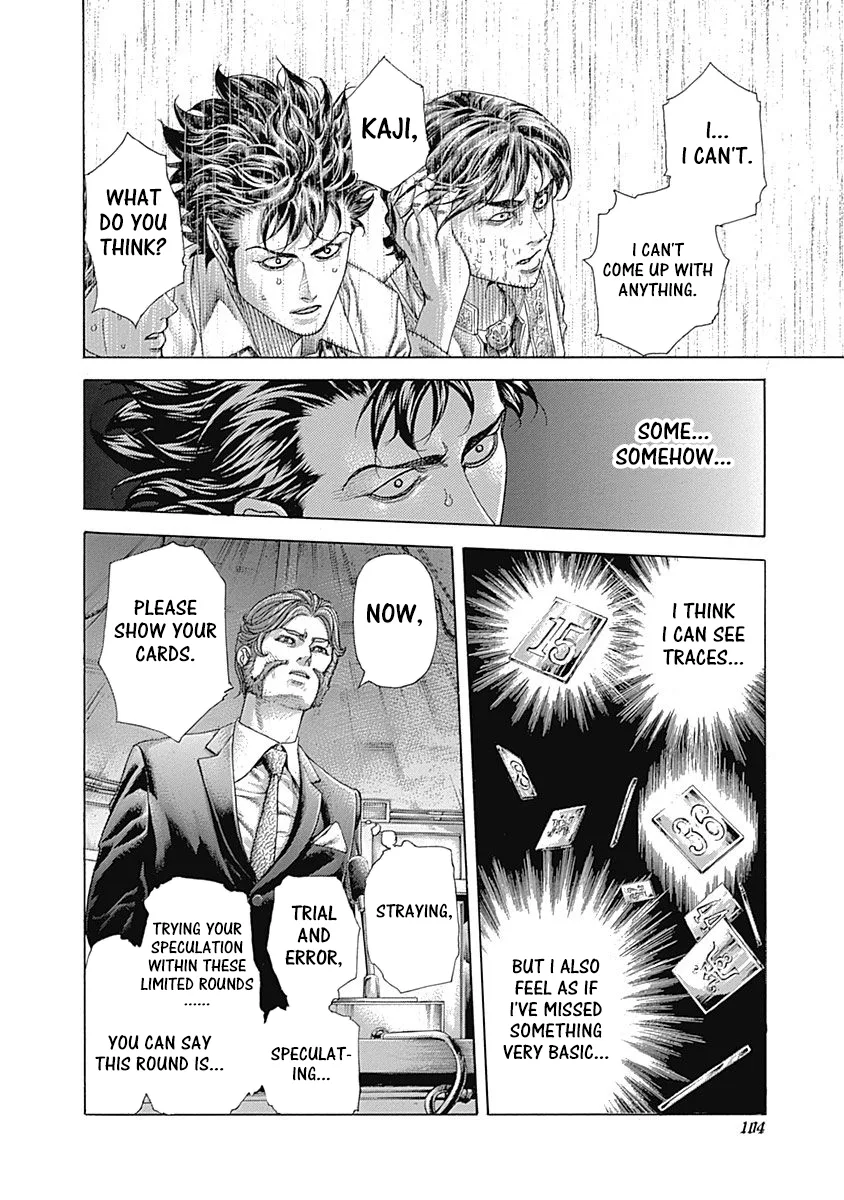 I...
I CAN'T.
I CAN'T
COME UP WITH
ANYTHING.
KAJI,
WHAT
DO YOU
THINK?
SOME...
SOMEHOW...
I THINK
I CAN SEE
TRACES...
15
36
BUT I ALSO
FEEL AS IF
I'VE MISSED
SOMETHING
VERY BASIC...
NOW,
PLEASE
SHOW YOUR
CARDS.
STRAYING,
TRIAL
AND
ERROR,
SPECULAT-
ING...
TRYING YOUR
SPECULATION
WITHIN THESE
LIMITED ROUNDS
......
YOU CAN SAY
THIS ROUND IS...